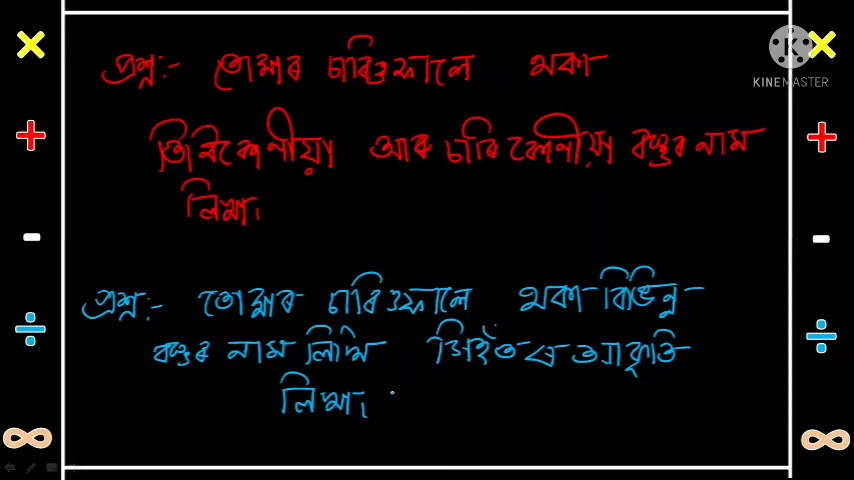 প্ৰশ্ন:- তোমাৰ চাৰিওফালে থকা
তিনিকোণীয়া আৰু চাৰিকোণীয়া বস্তুৰ নাম
লিখা।
প্ৰশ্ন:- তোমাৰ চাৰিওফালে থকা বিভিন্ন
বস্তুৰ নাম লিখি সিহঁতৰ আকৃতি
লিখা।
KINEMASTER